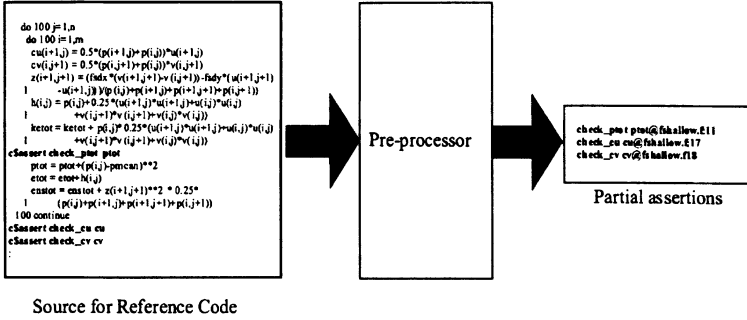 do 100 j=1,n
do 100 i=1,m
cu(i+1,j) = 0.5*(p(i+1,j)+p(i,j))*u(i+1,j)
cv(i,j+1) = 0.5*(p(i,j+1)+p(i,j))*v(i,j+1)
z(i+1,j+1) = (fsdx*(v(i+1,j+1)-v(i,j+1))-fsdy*(u(i+1,j+1)
1 -u(i+1,j)))/(p(i,j)+p(i+1,j)+p(i+1,j+1)+p(i,j+1))
h(i,j) = p(i,j)+0.25*(u(i+1,j)*u(i+1,j)+u(i,j)*u(i,j)
1 +v(i,j+1)*v(i,j+1)+v(i,j)*v(i,j))
ketot = ketot + p(i,j)*0.25*(u(i+1,j)*u(i+1,j)+u(i,j)*u(i,j)
1 +v(i,j+1)*v(i,j+1)+v(i,j)*v(i,j))
c$assert check_ptot ptot
ptot = ptot+(p(i,j)-pmean)**2
etot = etot+h(i,j)
enstot = enstot + z(i+1,j+1)**2 * 0.25*
1 (p(i,j)+p(i+1,j)+p(i+1,j+1)+p(i,j+1))
100 continue
c$assert check_cu cu
c$assert check_cv cv
:
Source for Reference Code
Pre-processor
check_ptot ptot@fshallow.f:11
check_cu cu@fshallow.f:17
check_cv cv@fshallow.f18
Partial assertions